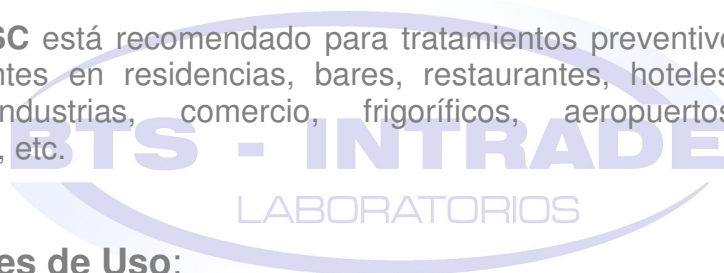 SC está recomendado para tratamientos preventivo
ntes en residencias, bares, restaurantes, hoteles
ndustrias, comercio, frigoríficos, aeropuertos
, etc.
BTS - INTRADE
LABORATORIOS
es de Uso: